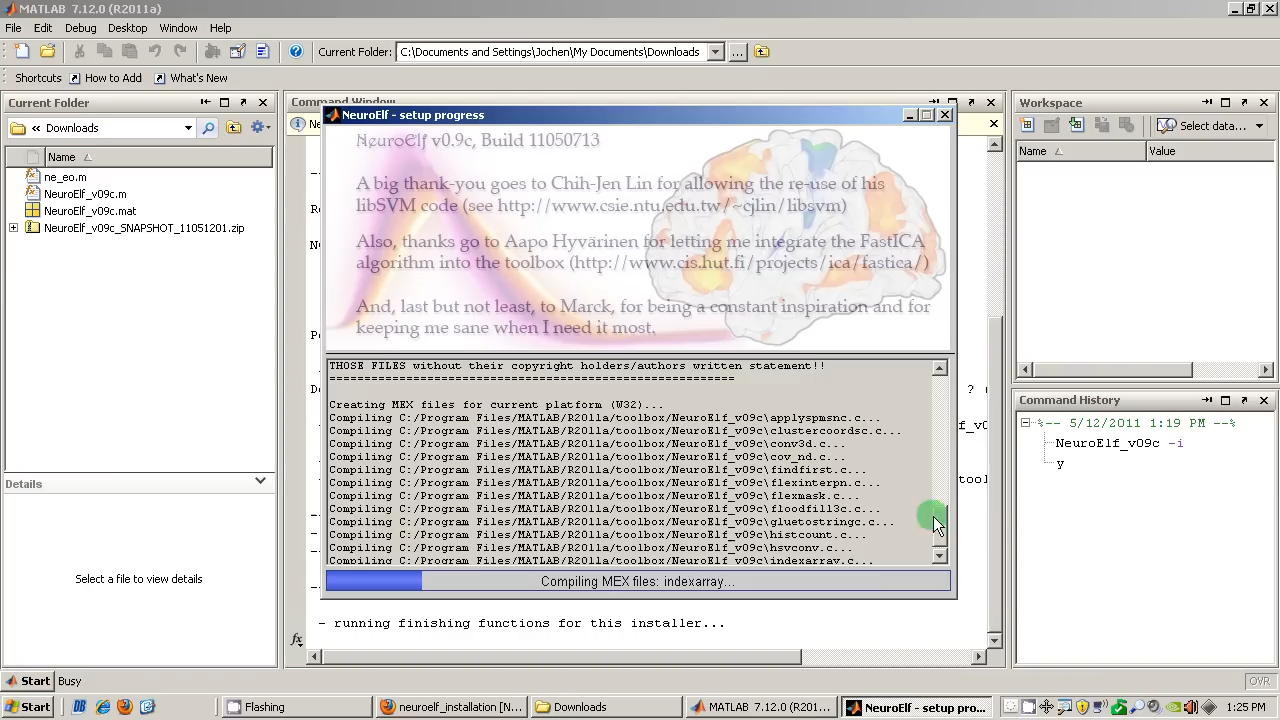 MATLAB 7.12.0 (R2011a)
File Edit Debug Desktop Window Help
Current Folder: C:\Documents and Settings\Jochen\My Documents\Downloads
Shortcuts How to Add What's New
Current Folder
« Downloads
Name
ne_eo.m
NeuroElf_v09c.m
NeuroElf_v09c.mat
NeuroElf_v09c_SNAPSHOT_11051201.zip
Details
Select a file to view details
Command Window
NeuroElf - setup progress
NeuroElf v0.9c, Build 11050713
A big thank-you goes to Chih-Jen Lin for allowing the re-use of his
libSVM code (see http://www.csie.ntu.edu.tw/~cjlin/libsvm)
Also, thanks go to Aapo Hyvärinen for letting me integrate the FastICA
algorithm into the toolbox (http://www.cis.hut.fi/projects/ica/fastica/)
And, last but not least, to Marck, for being a constant inspiration and for
keeping me sane when I need it most.
THOSE FILES without their copyright holders/authors written statement!!
----------------------------------------------------------
Creating MEX files for current platform (W32)...
Compiling C:/Program Files/MATLAB/R2011a/toolbox/NeuroElf_v09c\applyspmsnc.c...
Compiling C:/Program Files/MATLAB/R2011a/toolbox/NeuroElf_v09c\clustercoordsc.c...
Compiling C:/Program Files/MATLAB/R2011a/toolbox/NeuroElf_v09c\conv3d.c...
Compiling C:/Program Files/MATLAB/R2011a/toolbox/NeuroElf_v09c\cov_nd.c...
Compiling C:/Program Files/MATLAB/R2011a/toolbox/NeuroElf_v09c\findfirst.c...
Compiling C:/Program Files/MATLAB/R2011a/toolbox/NeuroElf_v09c\flexinterpn.c...
Compiling C:/Program Files/MATLAB/R2011a/toolbox/NeuroElf_v09c\flexmask.c...
Compiling C:/Program Files/MATLAB/R2011a/toolbox/NeuroElf_v09c\floodfill3c.c...
Compiling C:/Program Files/MATLAB/R2011a/toolbox/NeuroElf_v09c\gluetostringc.c...
Compiling C:/Program Files/MATLAB/R2011a/toolbox/NeuroElf_v09c\histcount.c...
Compiling C:/Program Files/MATLAB/R2011a/toolbox/NeuroElf_v09c\hsvconv.c...
Compiling C:/Program Files/MATLAB/R2011a/toolbox/NeuroElf_v09c\indexarray.c...
Compiling MEX files: indexarray...
- running finishing functions for this installer...
fx
Workspace
Select data...
Name Value
Command History
%-- 5/12/2011 1:19 PM --%
NeuroElf_v09c -i
y
Start Busy
OVR
Start Flashing neuroelf_installation [N... Downloads MATLAB 7.12.0 (R2011a) NeuroElf - setup pro... 1:25 PM